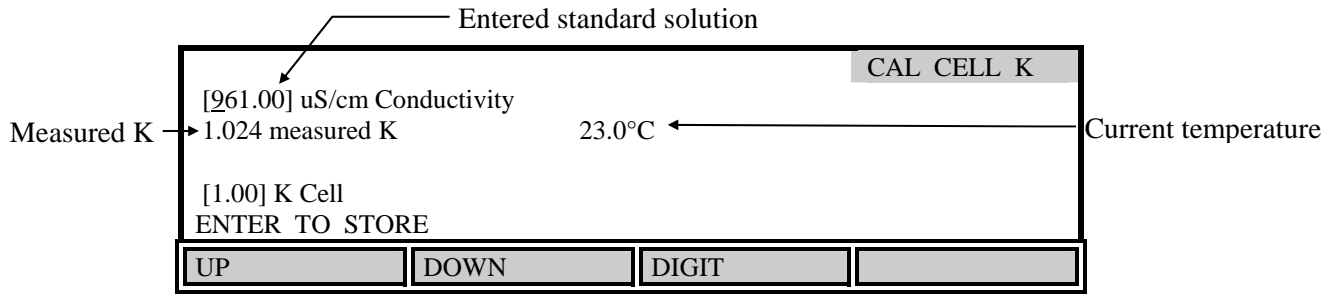 Entered standard solution
CAL CELL K
[961.00] uS/cm Conductivity
Measured K
1.024 measured K
23.0°C
Current temperature
[1.00] K Cell
ENTER TO STORE
UP
DOWN
DIGIT